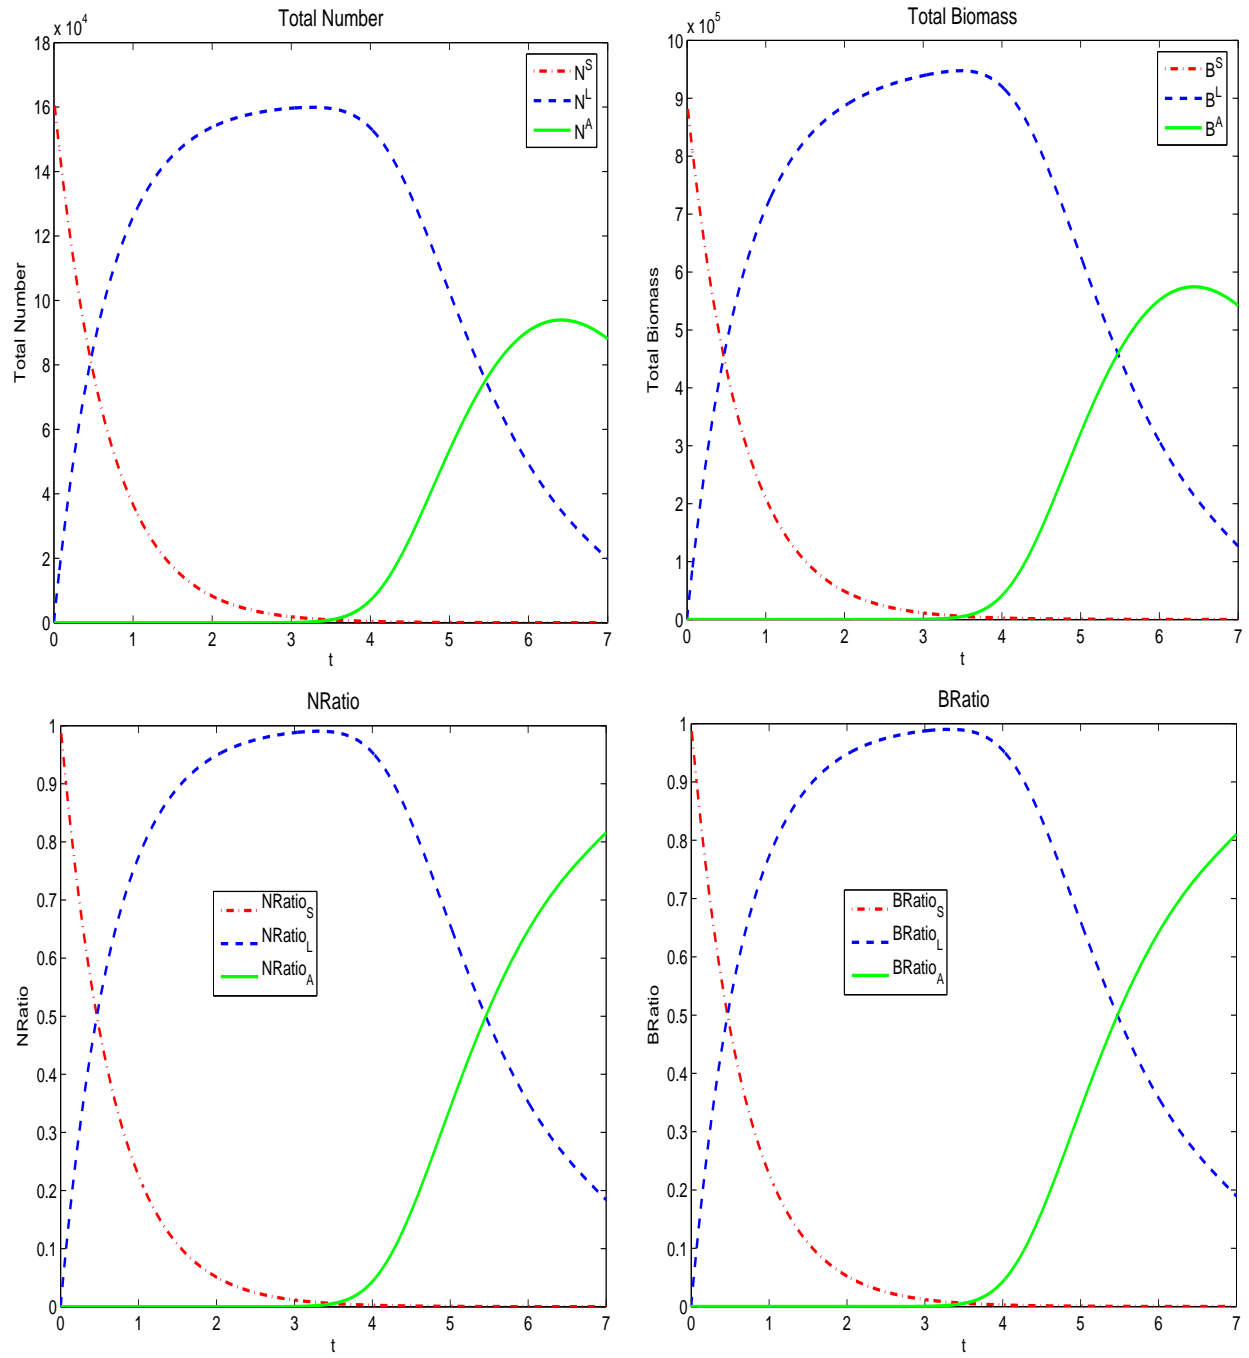 Total Number
x 10^4
18
16
14
12
10
8
6
4
2
0
Total Number
0 1 2 3 4 5 6 7
t
N^S
N^L
N^A
Total Biomass
x 10^5
10
9
8
7
6
5
4
3
2
1
0
Total Biomass
0 1 2 3 4 5 6 7
t
B^S
B^L
B^A
NRatio
1
0.9
0.8
0.7
0.6
0.5
0.4
0.3
0.2
0.1
0
NRatio
0 1 2 3 4 5 6 7
t
NRatio_S
NRatio_L
NRatio_A
BRatio
1
0.9
0.8
0.7
0.6
0.5
0.4
0.3
0.2
0.1
0
BRatio
0 1 2 3 4 5 6 7
t
BRatio_S
BRatio_L
BRatio_A